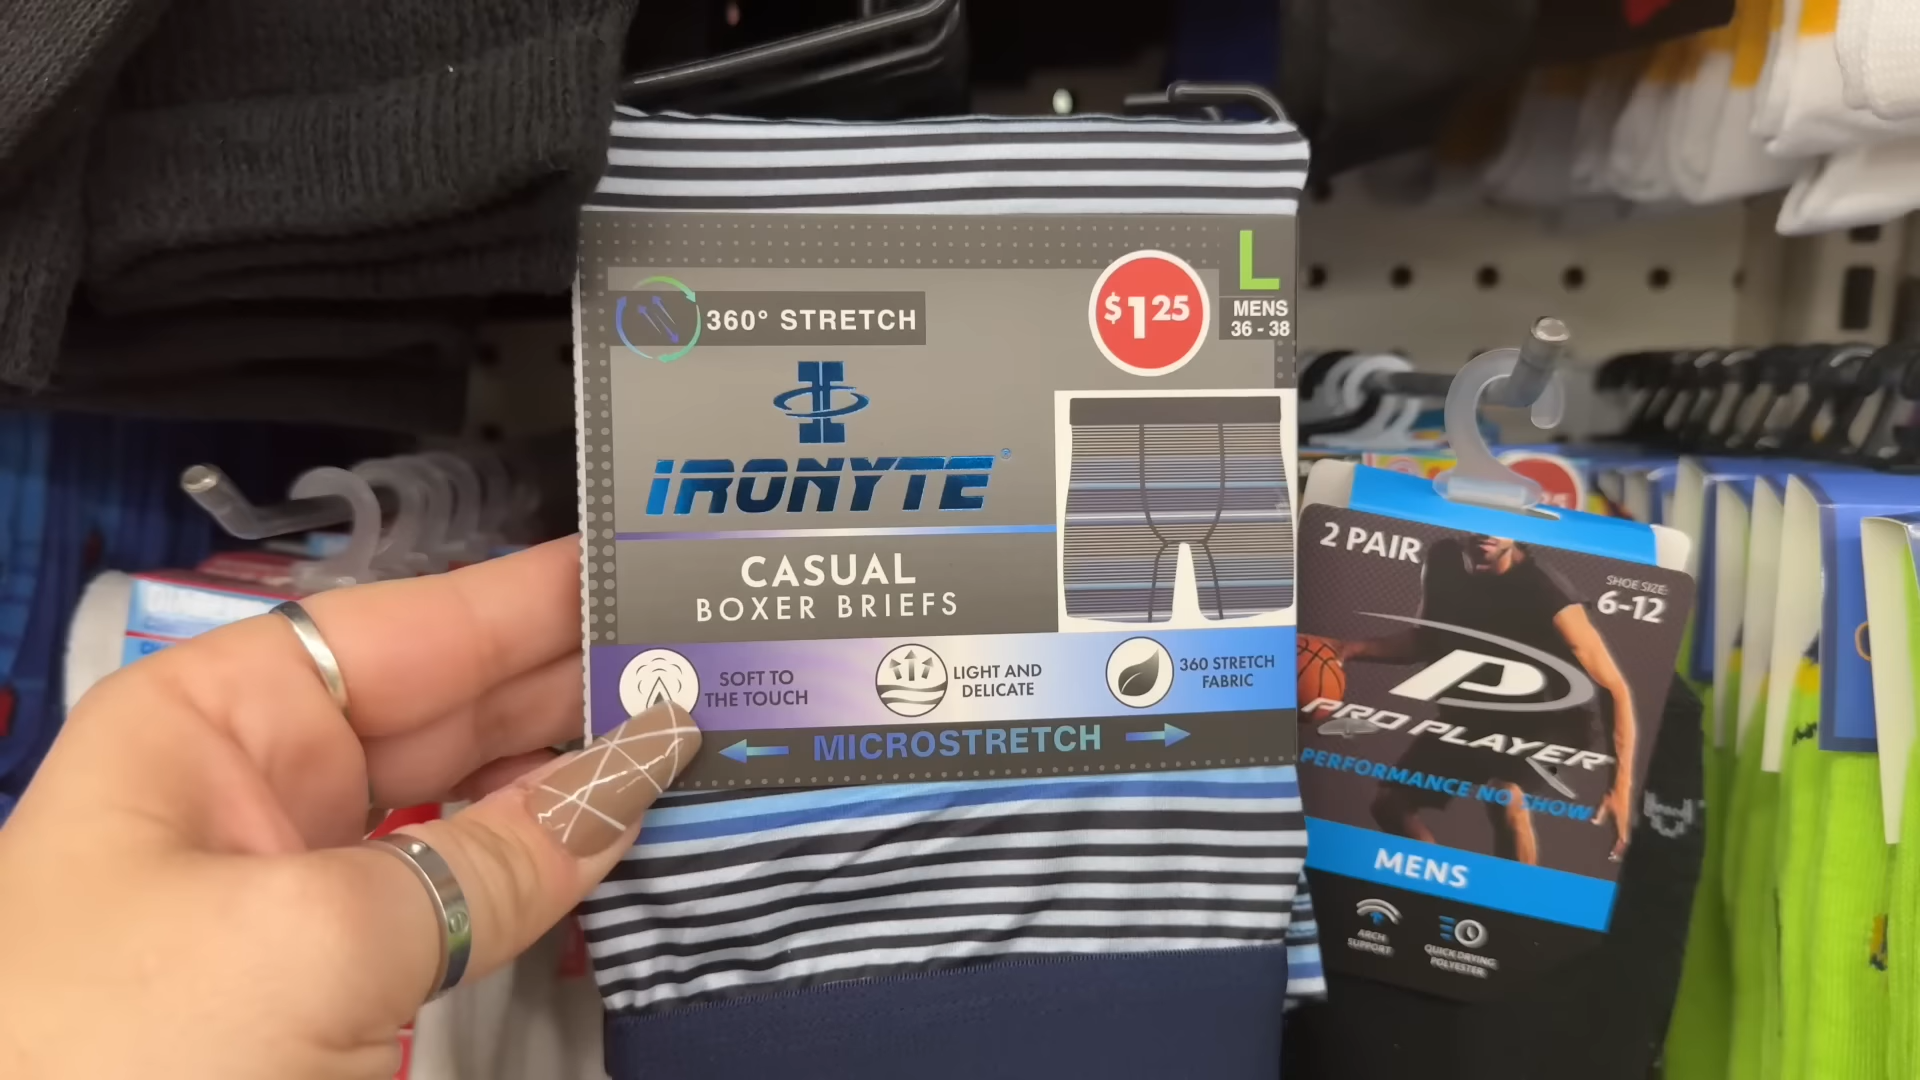 360° STRETCH
$1.25
L
MENS
36 - 38
IRONYTE®
CASUAL
BOXER BRIEFS
SOFT TO
THE TOUCH
LIGHT AND
DELICATE
360 STRETCH
FABRIC
MICROSTRETCH
2 PAIR
SHOE SIZE:
6-12
P
PRO PLAYER
PERFORMANCE NO SHOW
MENS
ARCH
SUPPORT
QUICK DRYING
POLYESTER